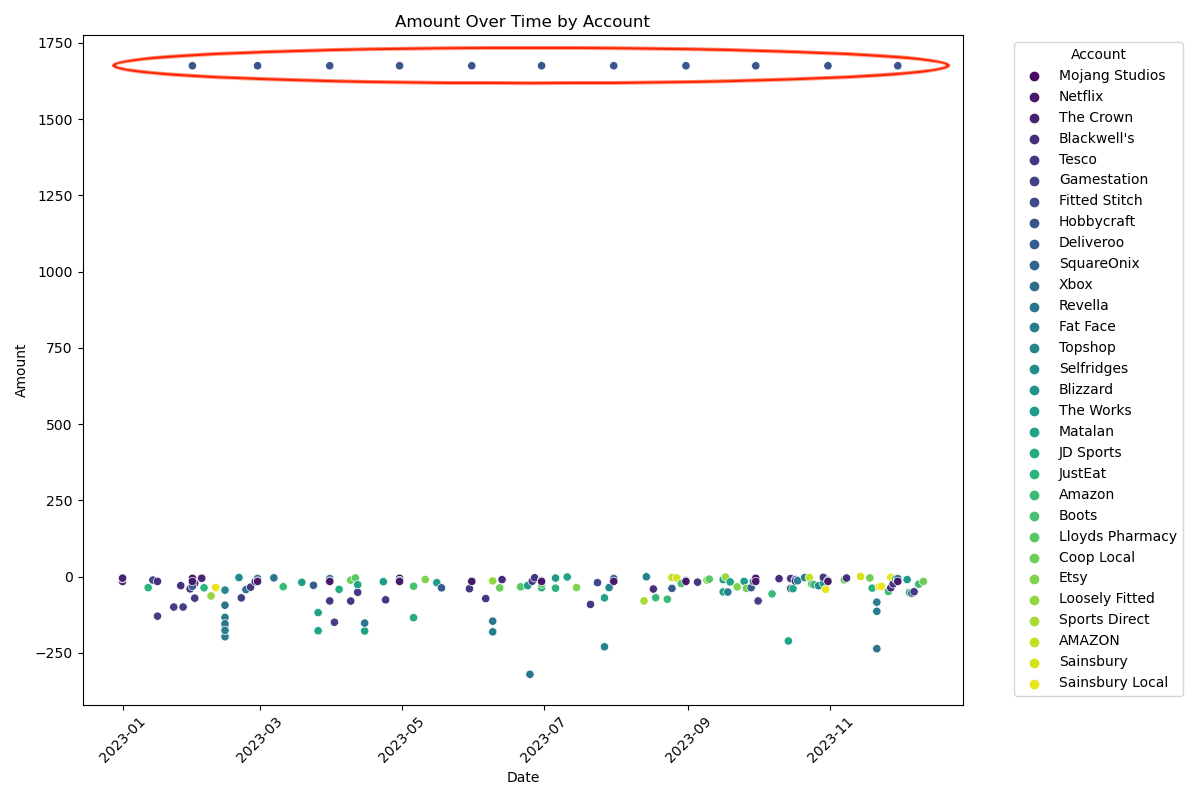 Amount Over Time by Account
1750
1500
1250
1000
750
500
250
0
−250
Amount
2023-01
2023-03
2023-05
2023-07
2023-09
2023-11
Date
Account
Mojang Studios
Netflix
The Crown
Blackwell's
Tesco
Gamestation
Fitted Stitch
Hobbycraft
Deliveroo
SquareOnix
Xbox
Revella
Fat Face
Topshop
Selfridges
Blizzard
The Works
Matalan
JD Sports
JustEat
Amazon
Boots
Lloyds Pharmacy
Coop Local
Etsy
Loosely Fitted
Sports Direct
AMAZON
Sainsbury
Sainsbury Local